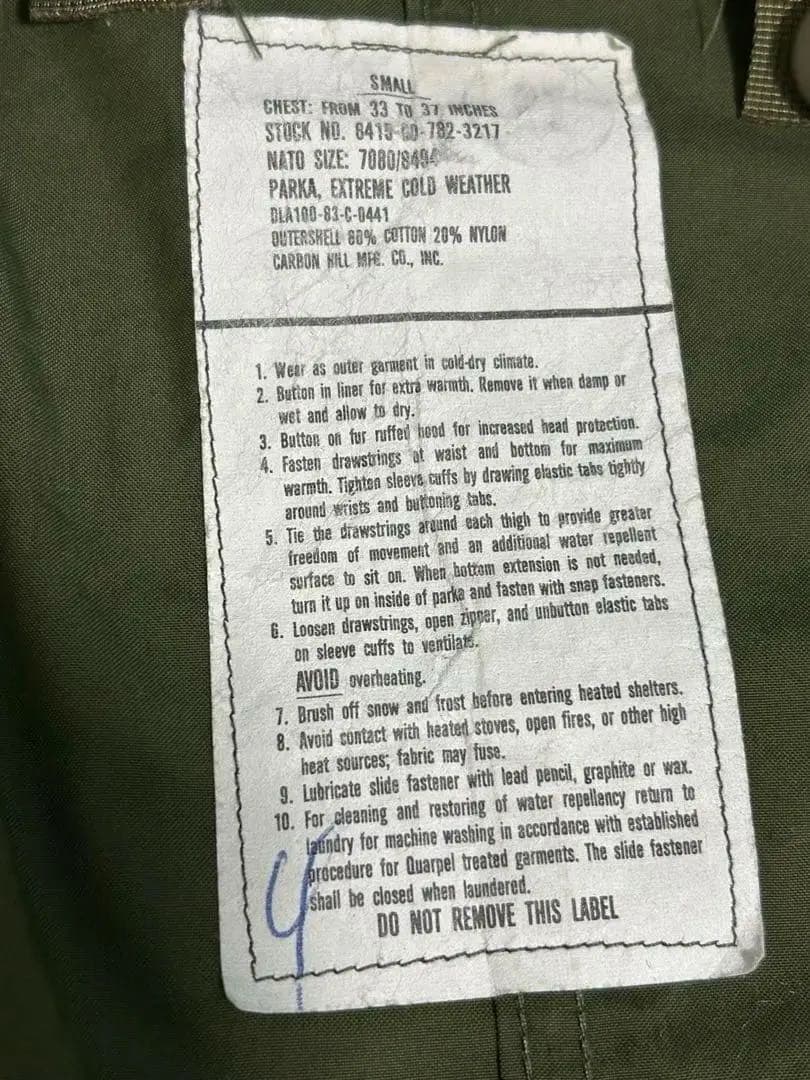 SMALL
CHEST: FROM 33 TO 37 INCHES
STOCK NO. 8415-00-782-3217
NATO SIZE: 7080/8494
PARKA, EXTREME COLD WEATHER
DLA100-83-C-0441
OUTERSHELL 80% COTTON 20% NYLON
CARBON HILL MFG. CO., INC.
1. Wear as outer garment in cold-dry climate.
2. Button in liner for extra warmth. Remove it when damp or
wet and allow to dry.
3. Button on fur ruffed hood for increased head protection.
4. Fasten drawstrings at waist and bottom for maximum
warmth. Tighten sleeve cuffs by drawing elastic tabs tightly
around wrists and buttoning tabs.
5. Tie the drawstrings around each thigh to provide greater
freedom of movement and an additional water repellent
surface to sit on. When bottom extension is not needed,
turn it up on inside of parka and fasten with snap fasteners.
6. Loosen drawstrings, open zipper, and unbutton elastic tabs
on sleeve cuffs to ventilate.
AVOID overheating.
7. Brush off snow and frost before entering heated shelters.
8. Avoid contact with heated stoves, open fires, or other high
heat sources; fabric may fuse.
9. Lubricate slide fastener with lead pencil, graphite or wax.
10. For cleaning and restoring of water repellency return to
laundry for machine washing in accordance with established
procedure for Quarpel treated garments. The slide fastener
shall be closed when laundered.
4
DO NOT REMOVE THIS LABEL